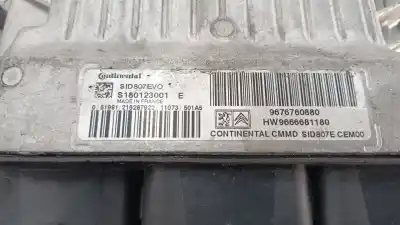 Continental
SID807EVO
S180123001 E
MADE IN FRANCE
9676760880
HW9666681180
CONTINENTAL CMMD SID807E CEM00